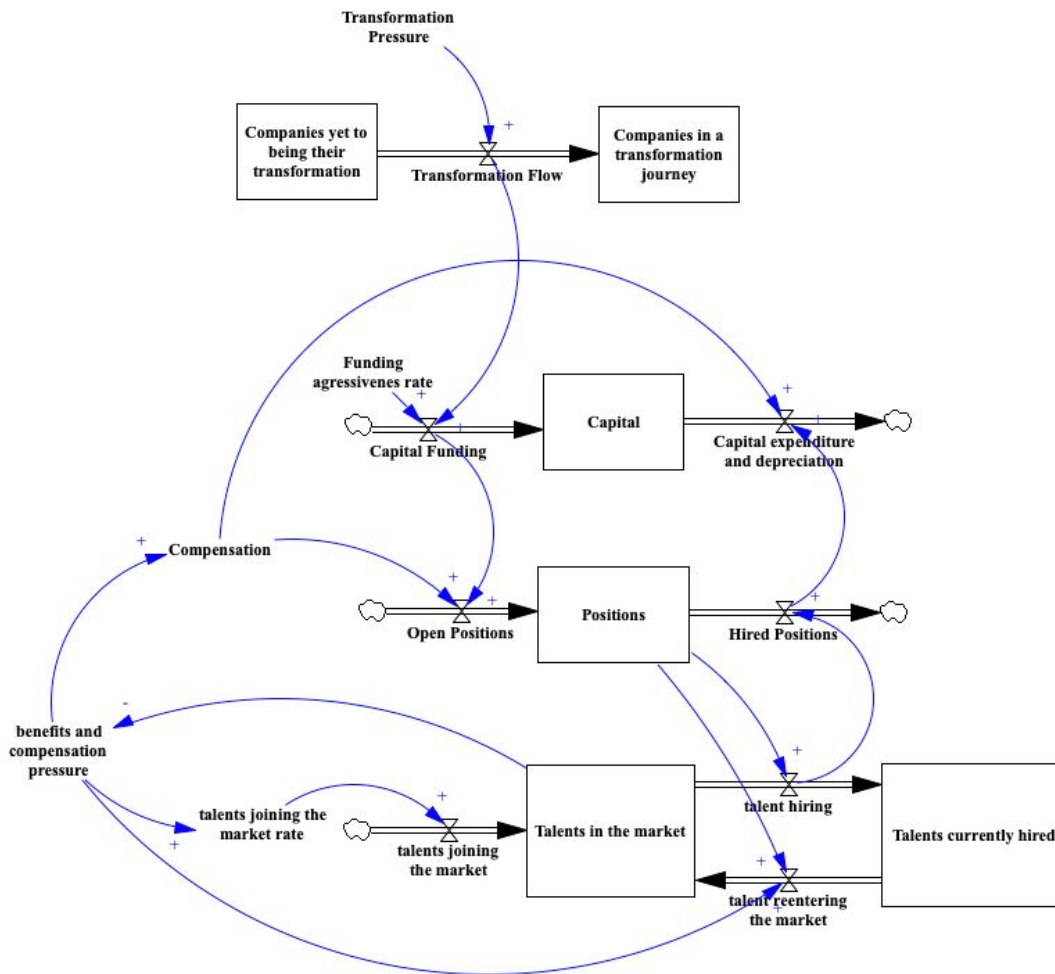 Transformation
Pressure
+
Companies yet to
being their
transformation
Companies in a
transformation
journey
Transformation Flow
Funding
agressivenes rate
+
+
Capital
+
+
Capital Funding
Capital expenditure
and depreciation
+
Compensation
+
+
Positions
+
Open Positions
Hired Positions
-
benefits and
compensation
pressure
+
talents joining the
market rate
+
+
talents joining
the market
Talents in the market
talent hiring
Talents currently hired
+
talent reentering
the market
+